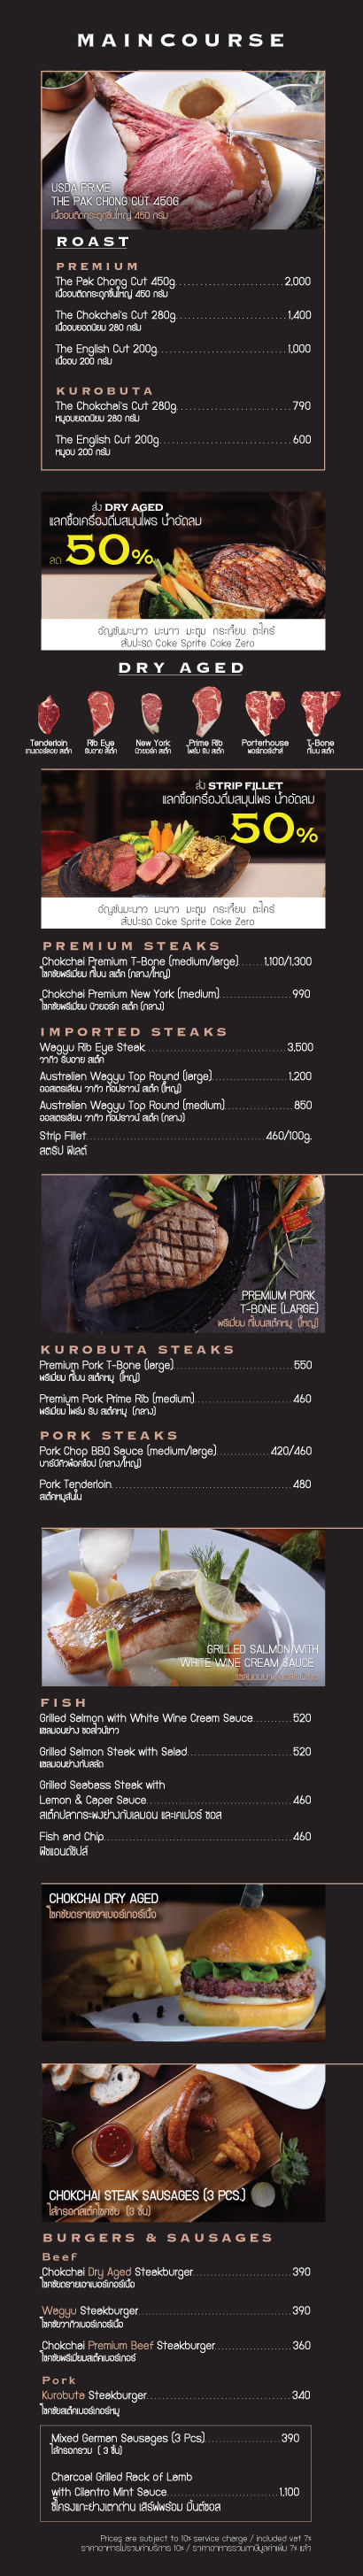 MAINCOURSE
USDA PRIME
THE PAK CHONG CUT 450G
เนื้ออบติดกระดูกชิ้นใหญ่ 450 กรัม
ROAST
PREMIUM
The Pak Chong Cut 450g 2,000
เนื้ออบติดกระดูกชิ้นใหญ่ 450 กรัม
The Chokchai's Cut 280g 1,400
เนื้ออบยอดนิยม 280 กรัม
The English Cut 200g 1,000
เนื้ออบ 200 กรัม
KUROBUTA
The Chokchai's Cut 280g 790
หมูอบยอดนิยม 280 กรัม
The English Cut 200g 600
หมูอบ 200 กรัม
สั่ง DRY AGED
แลกซื้อเครื่องดื่มสมุนไพร น้ำอัดลม
ลด 50%
อัญชันมะนาว มะนาว มะตูม กระเจี๊ยบ ตะไคร้
สับปะรด Coke Sprite Coke Zero
DRY AGED
Tenderloin Rib Eye New York Prime Rib Porterhouse T-Bone
เทนเดอร์ลอย สเต็ก ริบอาย สเต็ก นิวยอร์ค สเต็ก ไพร์ม ริบ สเต็ก พอร์เทอร์เฮ้าส์ ทีโบน สเต็ก
สั่ง STRIP FILLET
แลกซื้อเครื่องดื่มสมุนไพร น้ำอัดลม
ลด 50%
อัญชันมะนาว มะนาว มะตูม กระเจี๊ยบ ตะไคร้
สับปะรด Coke Sprite Coke Zero
PREMIUM STEAKS
Chokchai Premium T-Bone (medium/large) 1,100/1,300
โชคชัยพรีเมี่ยม ทีโบน สเต็ก (กลาง/ใหญ่)
Chokchai Premium New York (medium) 990
โชคชัยพรีเมี่ยม นิวยอร์ค สเต็ก (กลาง)
IMPORTED STEAKS
Wagyu Rib Eye Steak 3,500
วากิว ริบอาย สเต็ก
Australian Wagyu Top Round (large) 1,200
ออสเตรเลียน วากิว ท๊อปราวน์ สเต็ก (ใหญ่)
Australian Wagyu Top Round (medium) 850
ออสเตรเลียน วากิว ท๊อปราวน์ สเต็ก (กลาง)
Strip Fillet 460/100g.
สตริป ฟิลเลต์
PREMIUM PORK
T-BONE (LARGE)
พรีเมี่ยม ทีโบนสเต็คหมู (ใหญ่)
KUROBUTA STEAKS
Premium Pork T-Bone (large) 550
พรีเมี่ยม ทีโบน สเต็คหมู (ใหญ่)
Premium Pork Prime Rib (medium) 460
พรีเมี่ยม ไพร์ม ริบ สเต็คหมู (กลาง)
PORK STEAKS
Pork Chop BBQ Sauce (medium/large) 420/460
บาร์บีคิวพ้อคช็อป (กลาง/ใหญ่)
Pork Tenderloin 480
สเต็คหมูสันใน
GRILLED SALMON WITH
WHITE WINE CREAM SAUCE
FISH
Grilled Salmon with White Wine Cream Sauce 520
แซลมอนย่าง ซอสไวน์ขาว
Grilled Salmon Steak with Salad 520
แซลมอนย่างกับสลัด
Grilled Seabass Steak with
Lemon & Caper Sauce 460
สเต็คปลากระพงย่างกับเลมอน และเคเปอร์ ซอส
Fish and Chip 460
ฟิชแอนด์ชิปส์
CHOKCHAI DRY AGED
โชคชัยดรายเอจเบอร์เกอร์เนื้อ
CHOKCHAI STEAK SAUSAGES (3 PCS.)
ไส้กรอกสเต็คโชคชัย (3 ชิ้น)
BURGERS & SAUSAGES
Beef
Chokchai Dry Aged Steakburger 390
โชคชัยดรายเอจเบอร์เกอร์เนื้อ
Wagyu Steakburger 390
โชคชัยวากิวเบอร์เกอร์เนื้อ
Chokchai Premium Beef Steakburger 360
โชคชัยพรีเมี่ยมสเต็คเบอร์เกอร์
Pork
Kurobuta Steakburger 340
โชคชัยสเต็คเบอร์เกอร์หมู
Mixed German Sausages (3 Pcs.) 390
ไส้กรอกรวม ( 3 ชิ้น)
Charcoal Grilled Rack of Lamb
with Cilantro Mint Sauce 1,100
ซี่โครงแกะย่างเตาถ่าน เสิร์ฟพร้อม มิ้นต์ซอส
Prices are subject to 10% service charge / included vat 7%
ราคาอาหารไม่รวมค่าบริการ 10% / ราคาอาหารรวมภาษีมูลค่าเพิ่ม 7% แล้ว